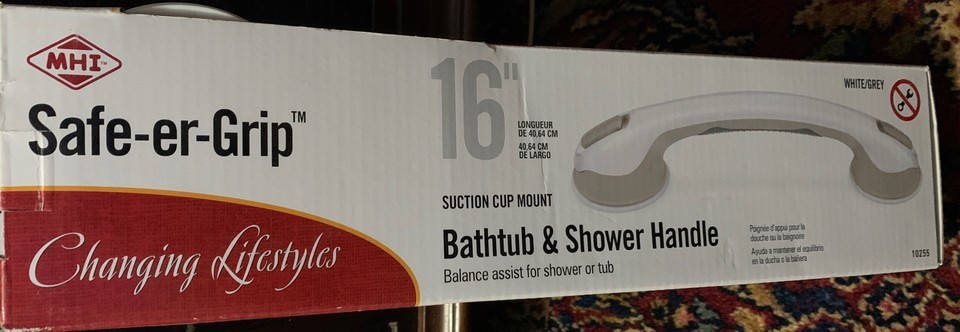 MHI™
Safe-er-Grip™
Changing Lifestyles
16"
LONGUEUR
DE 40,64 CM
40,64 CM
DE LARGO
SUCTION CUP MOUNT
Bathtub & Shower Handle
Balance assist for shower or tub
WHITE/GREY
Poignée d'appui pour la
douche ou la baignoire
Ayuda a mantener el equilibrio
en la ducha o la bañera
10255